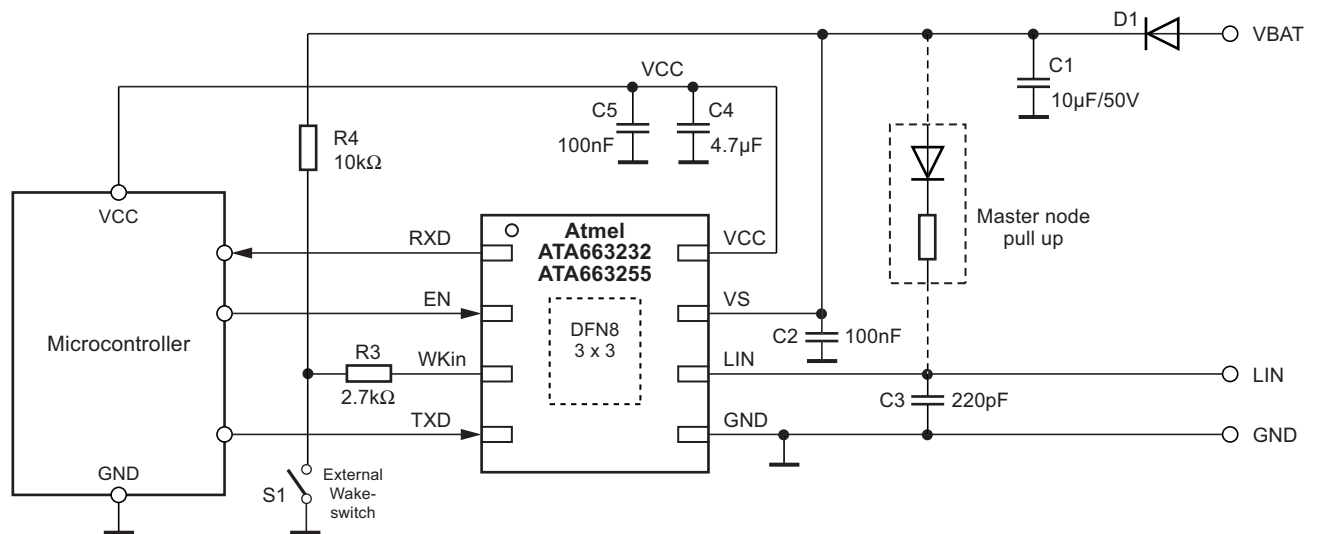 D1
VBAT
VCC
C1
10µF/50V
C5
100nF
C4
4.7µF
R4
10kΩ
Master node
pull up
VCC
RXD
Atmel
ATA663232
ATA663255
VCC
EN
VS
DFN8
3 x 3
C2
100nF
Microcontroller
R3
2.7kΩ
WKin
LIN
LIN
C3
220pF
TXD
GND
GND
GND
S1
External
Wake-
switch